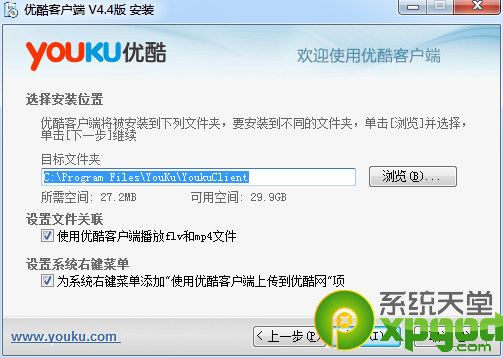 优酷客户端 V4.4版 安装
YOUKU优酷
欢迎使用优酷客户端
选择安装位置
优酷客户端将被安装到下列文件夹，要安装到不同的文件夹，单击[浏览]并选择，
单击[下一步]继续
目标文件夹
C:\Program Files\YouKu\YoukuClient
浏览(B)...
所需空间: 27.2MB 可用空间: 29.9GB
设置文件关联
使用优酷客户端播放flv和mp4文件
设置系统右键菜单
为系统右键菜单添加“使用优酷客户端上传到优酷网”项
系统天堂
xpgod
www.youku.com
<上一步(P)